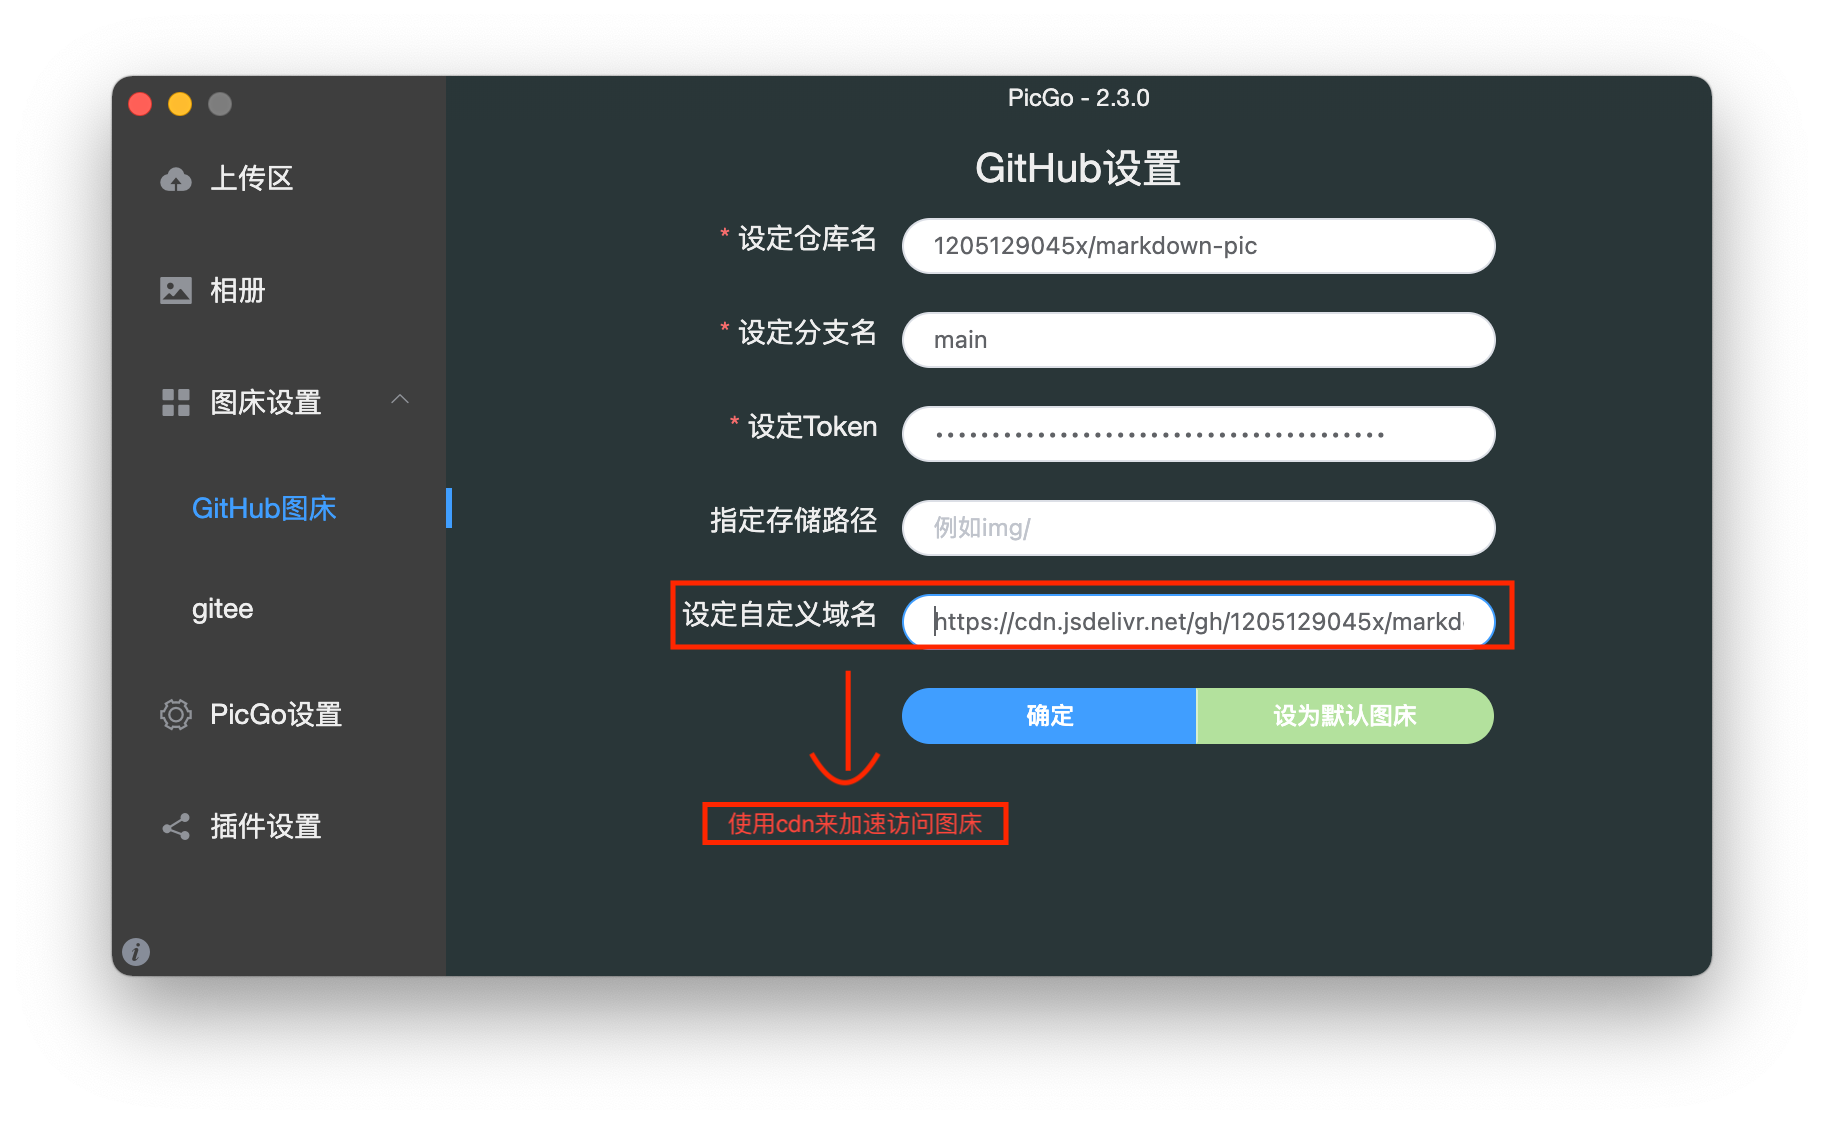 PicGo - 2.3.0
上传区
相册
图床设置
GitHub图床
gitee
PicGo设置
插件设置
GitHub设置
* 设定仓库名
1205129045x/markdown-pic
* 设定分支名
main
* 设定Token
指定存储路径
例如img/
设定自定义域名
https://cdn.jsdelivr.net/gh/1205129045x/markd
确定
设为默认图床
使用cdn来加速访问图床